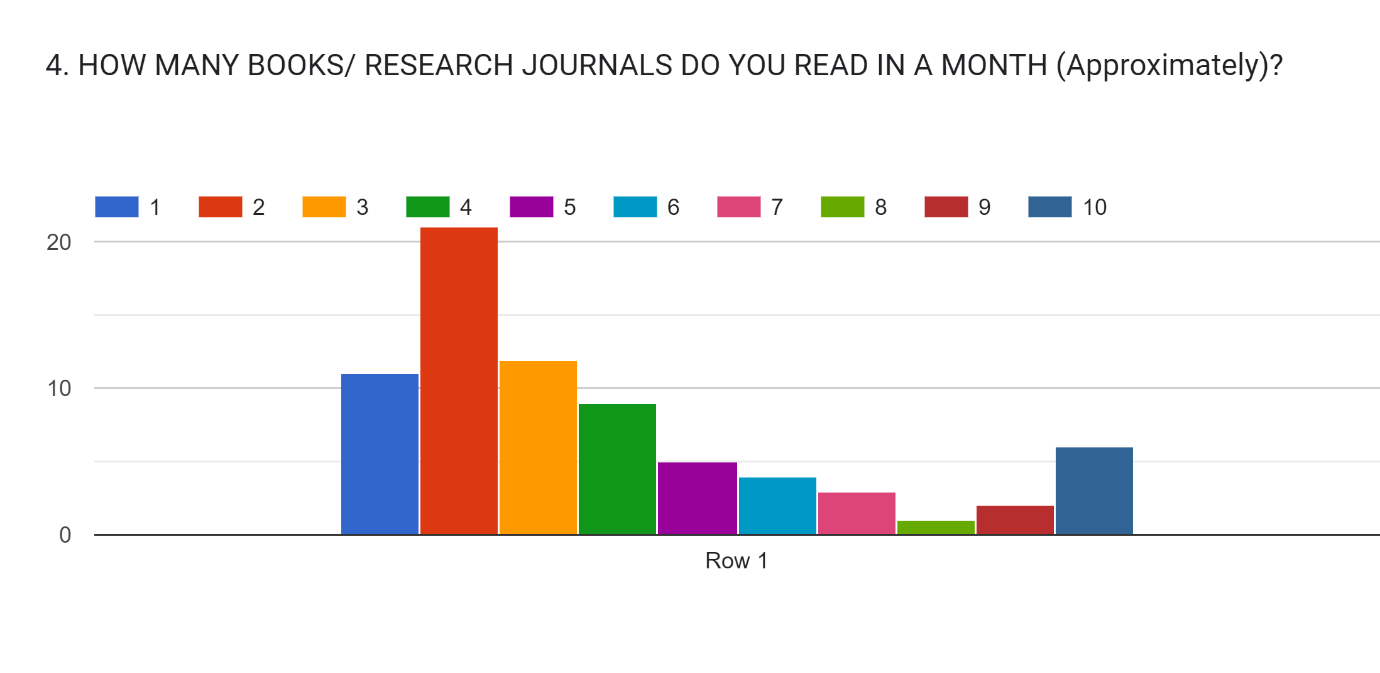 4. HOW MANY BOOKS/ RESEARCH JOURNALS DO YOU READ IN A MONTH (Approximately)?
1 2 3 4 5 6 7 8 9 10
20
10
0
Row 1